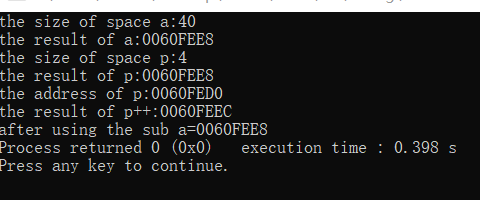 the size of space a:40
the result of a:0060FEE8
the size of space p:4
the result of p:0060FEE8
the address of p:0060FED0
the result of p++:0060FEEC
after using the sub a=0060FEE8
Process returned 0 (0x0)   execution time : 0.398 s
Press any key to continue.